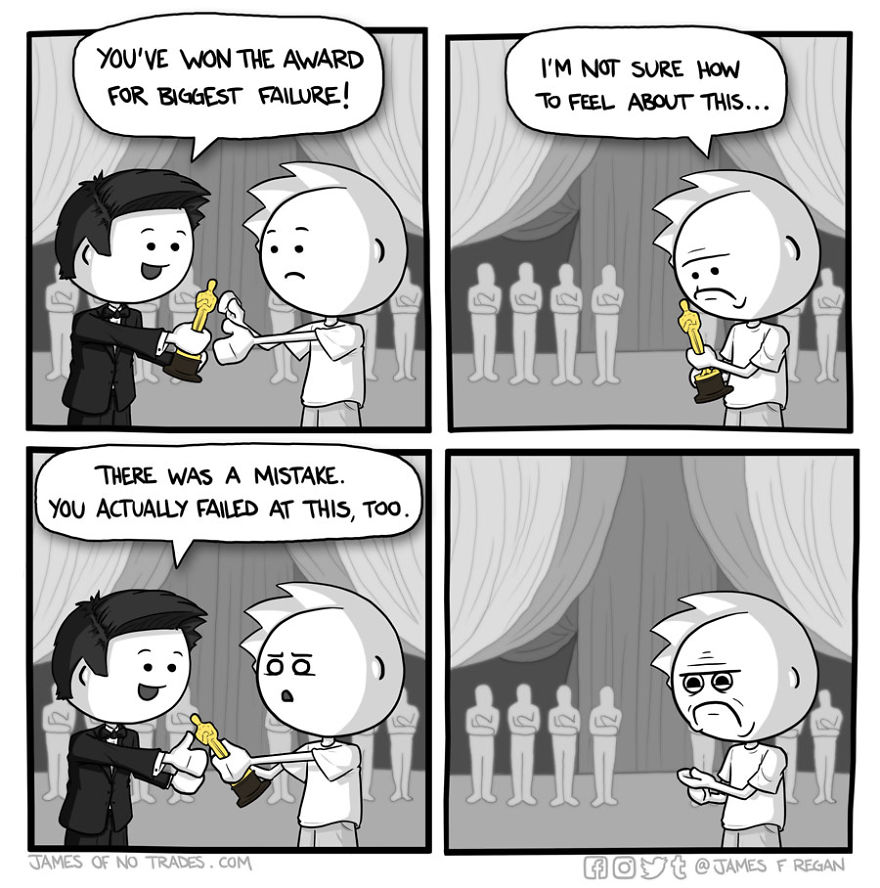 YOU'VE WON THE AWARD
FOR BIGGEST FAILURE!
I'M NOT SURE HOW
TO FEEL ABOUT THIS...
THERE WAS A MISTAKE.
YOU ACTUALLY FAILED AT THIS, TOO.
JAMES OF NO TRADES.COM
@JAMES F REGAN